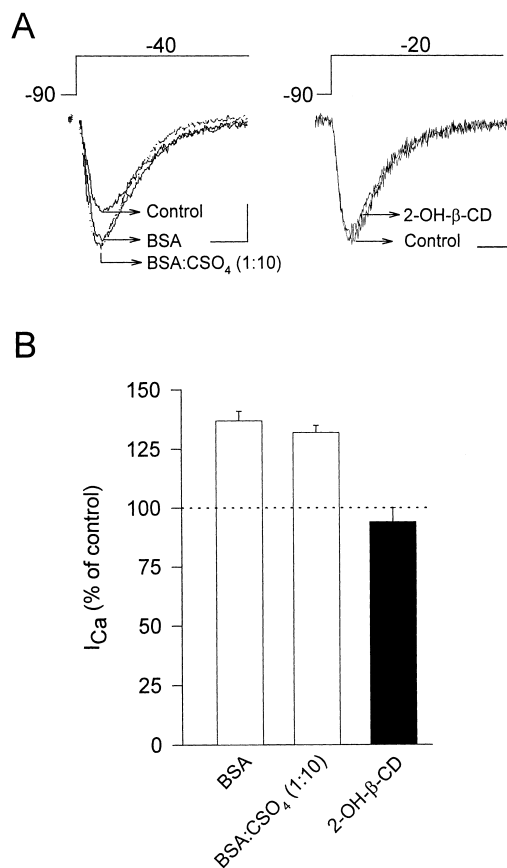 A
-40
-90
Control
BSA
BSA:CSO₄ (1:10)
-20
-90
2-OH-β-CD
Control
B
150
125
100
75
50
25
0
I_Ca (% of control)
BSA
BSA:CSO₄ (1:10)
2-OH-β-CD